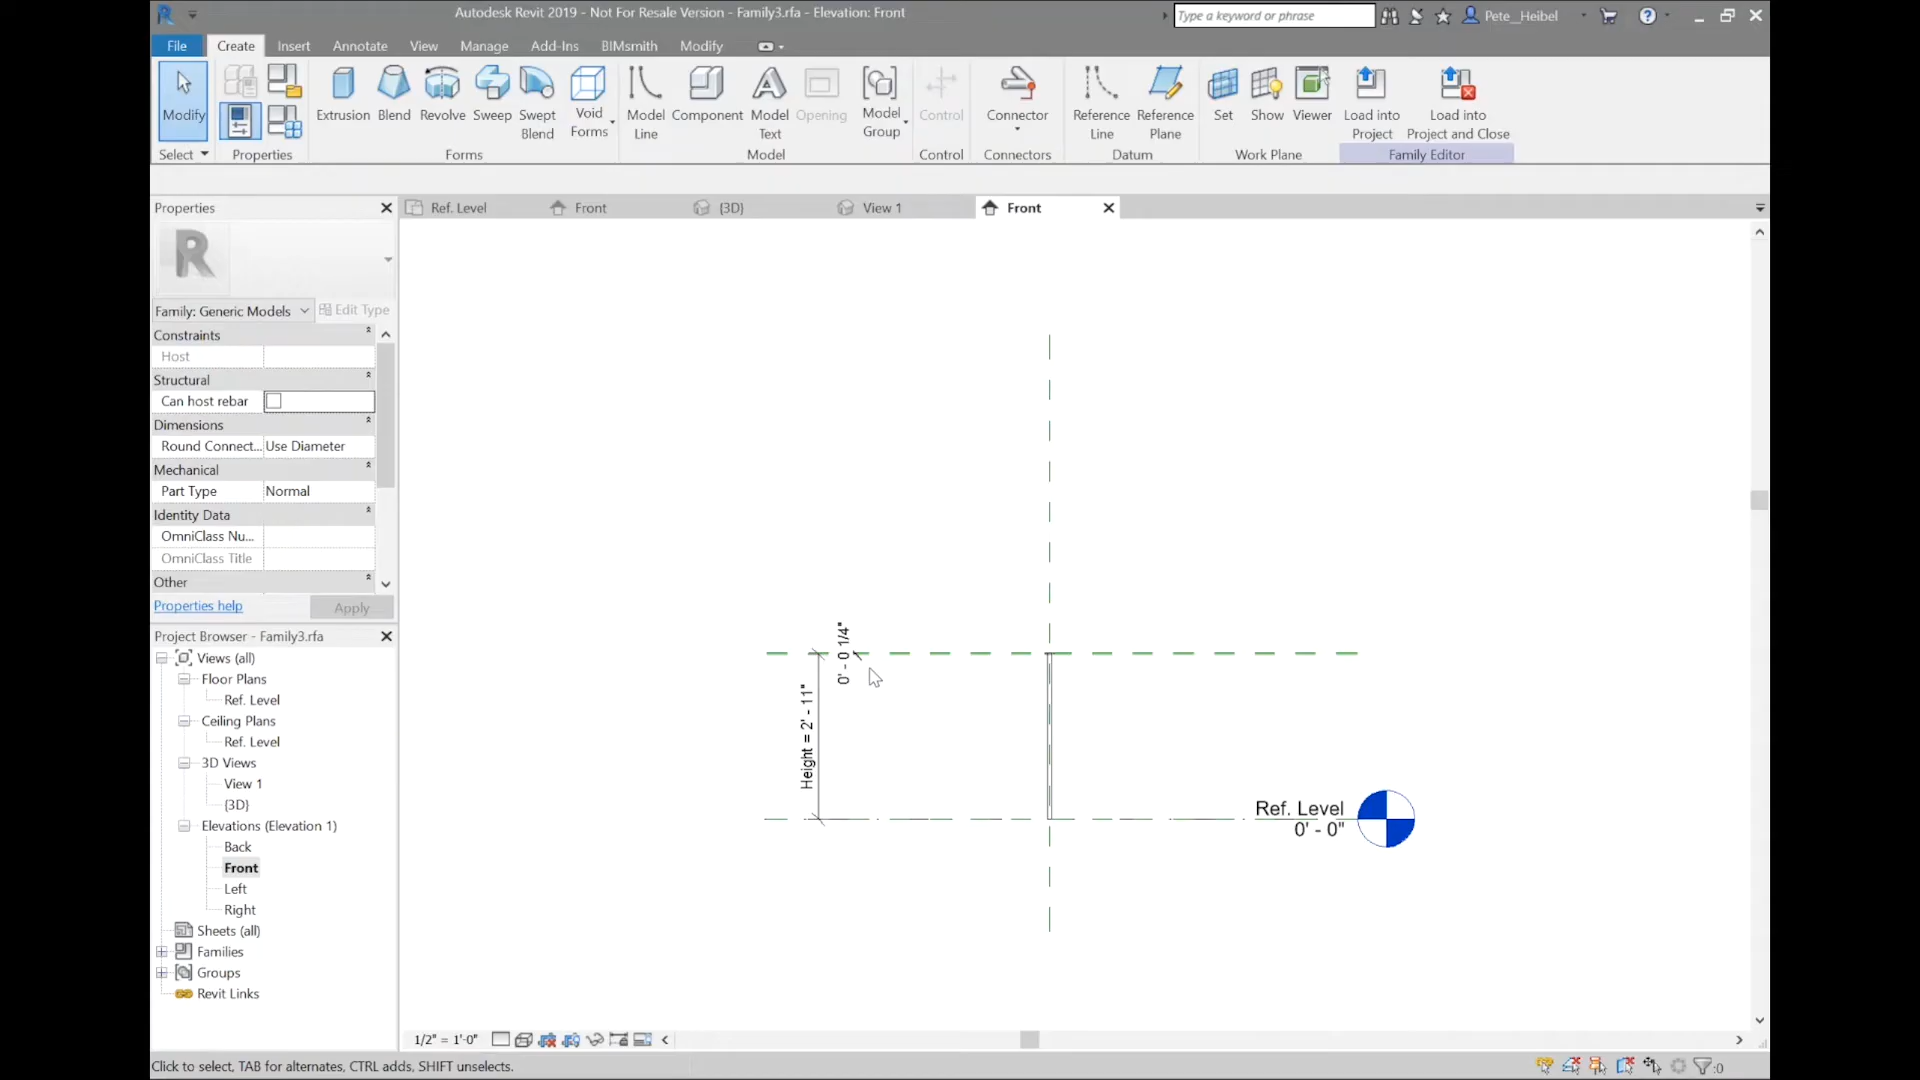 Autodesk Revit 2019 - Not For Resale Version - Family3.rfa - Elevation: Front
Type a keyword or phrase
Pete_Heibel
File Create Insert Annotate View Manage Add-Ins BIMsmith Modify
Modify
Extrusion Blend Revolve Sweep Swept Blend Void Forms
Model Line Component Model Text Opening Model Group
Control
Connector
Reference Line Reference Plane
Set Show Viewer
Load into Project Load into Project and Close
Select Properties Forms Model Control Connectors Datum Work Plane Family Editor
Properties
Ref. Level Front {3D} View 1 Front
R
Family: Generic Models Edit Type
Constraints
Host
Structural
Can host rebar
Dimensions
Round Connect... Use Diameter
Mechanical
Part Type Normal
Identity Data
OmniClass Nu...
OmniClass Title
Other
Properties help Apply
Project Browser - Family3.rfa
Views (all)
Floor Plans
Ref. Level
Ceiling Plans
Ref. Level
3D Views
View 1
{3D}
Elevations (Elevation 1)
Back
Front
Left
Right
Sheets (all)
Families
Groups
Revit Links
0' - 0 1/4"
Height = 2' - 11"
Ref. Level
0' - 0"
1/2" = 1'-0"
Click to select, TAB for alternates, CTRL adds, SHIFT unselects.
:0